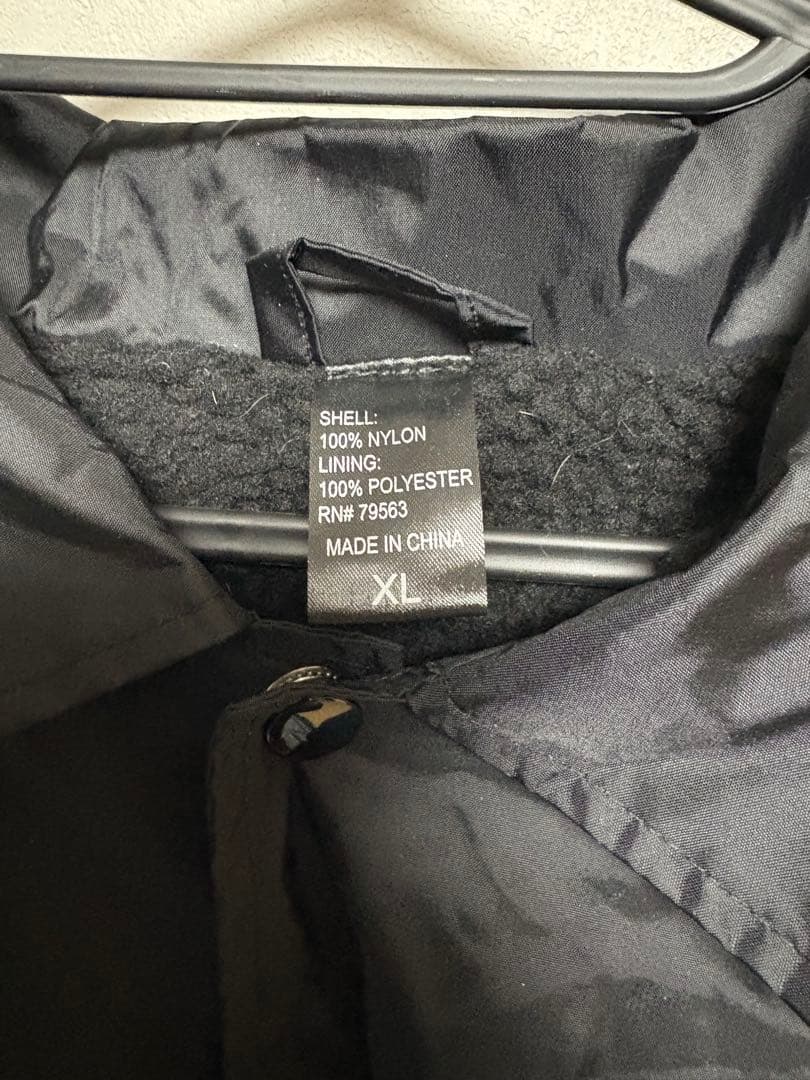 SHELL:
100% NYLON
LINING:
100% POLYESTER
RN# 79563
MADE IN CHINA
XL